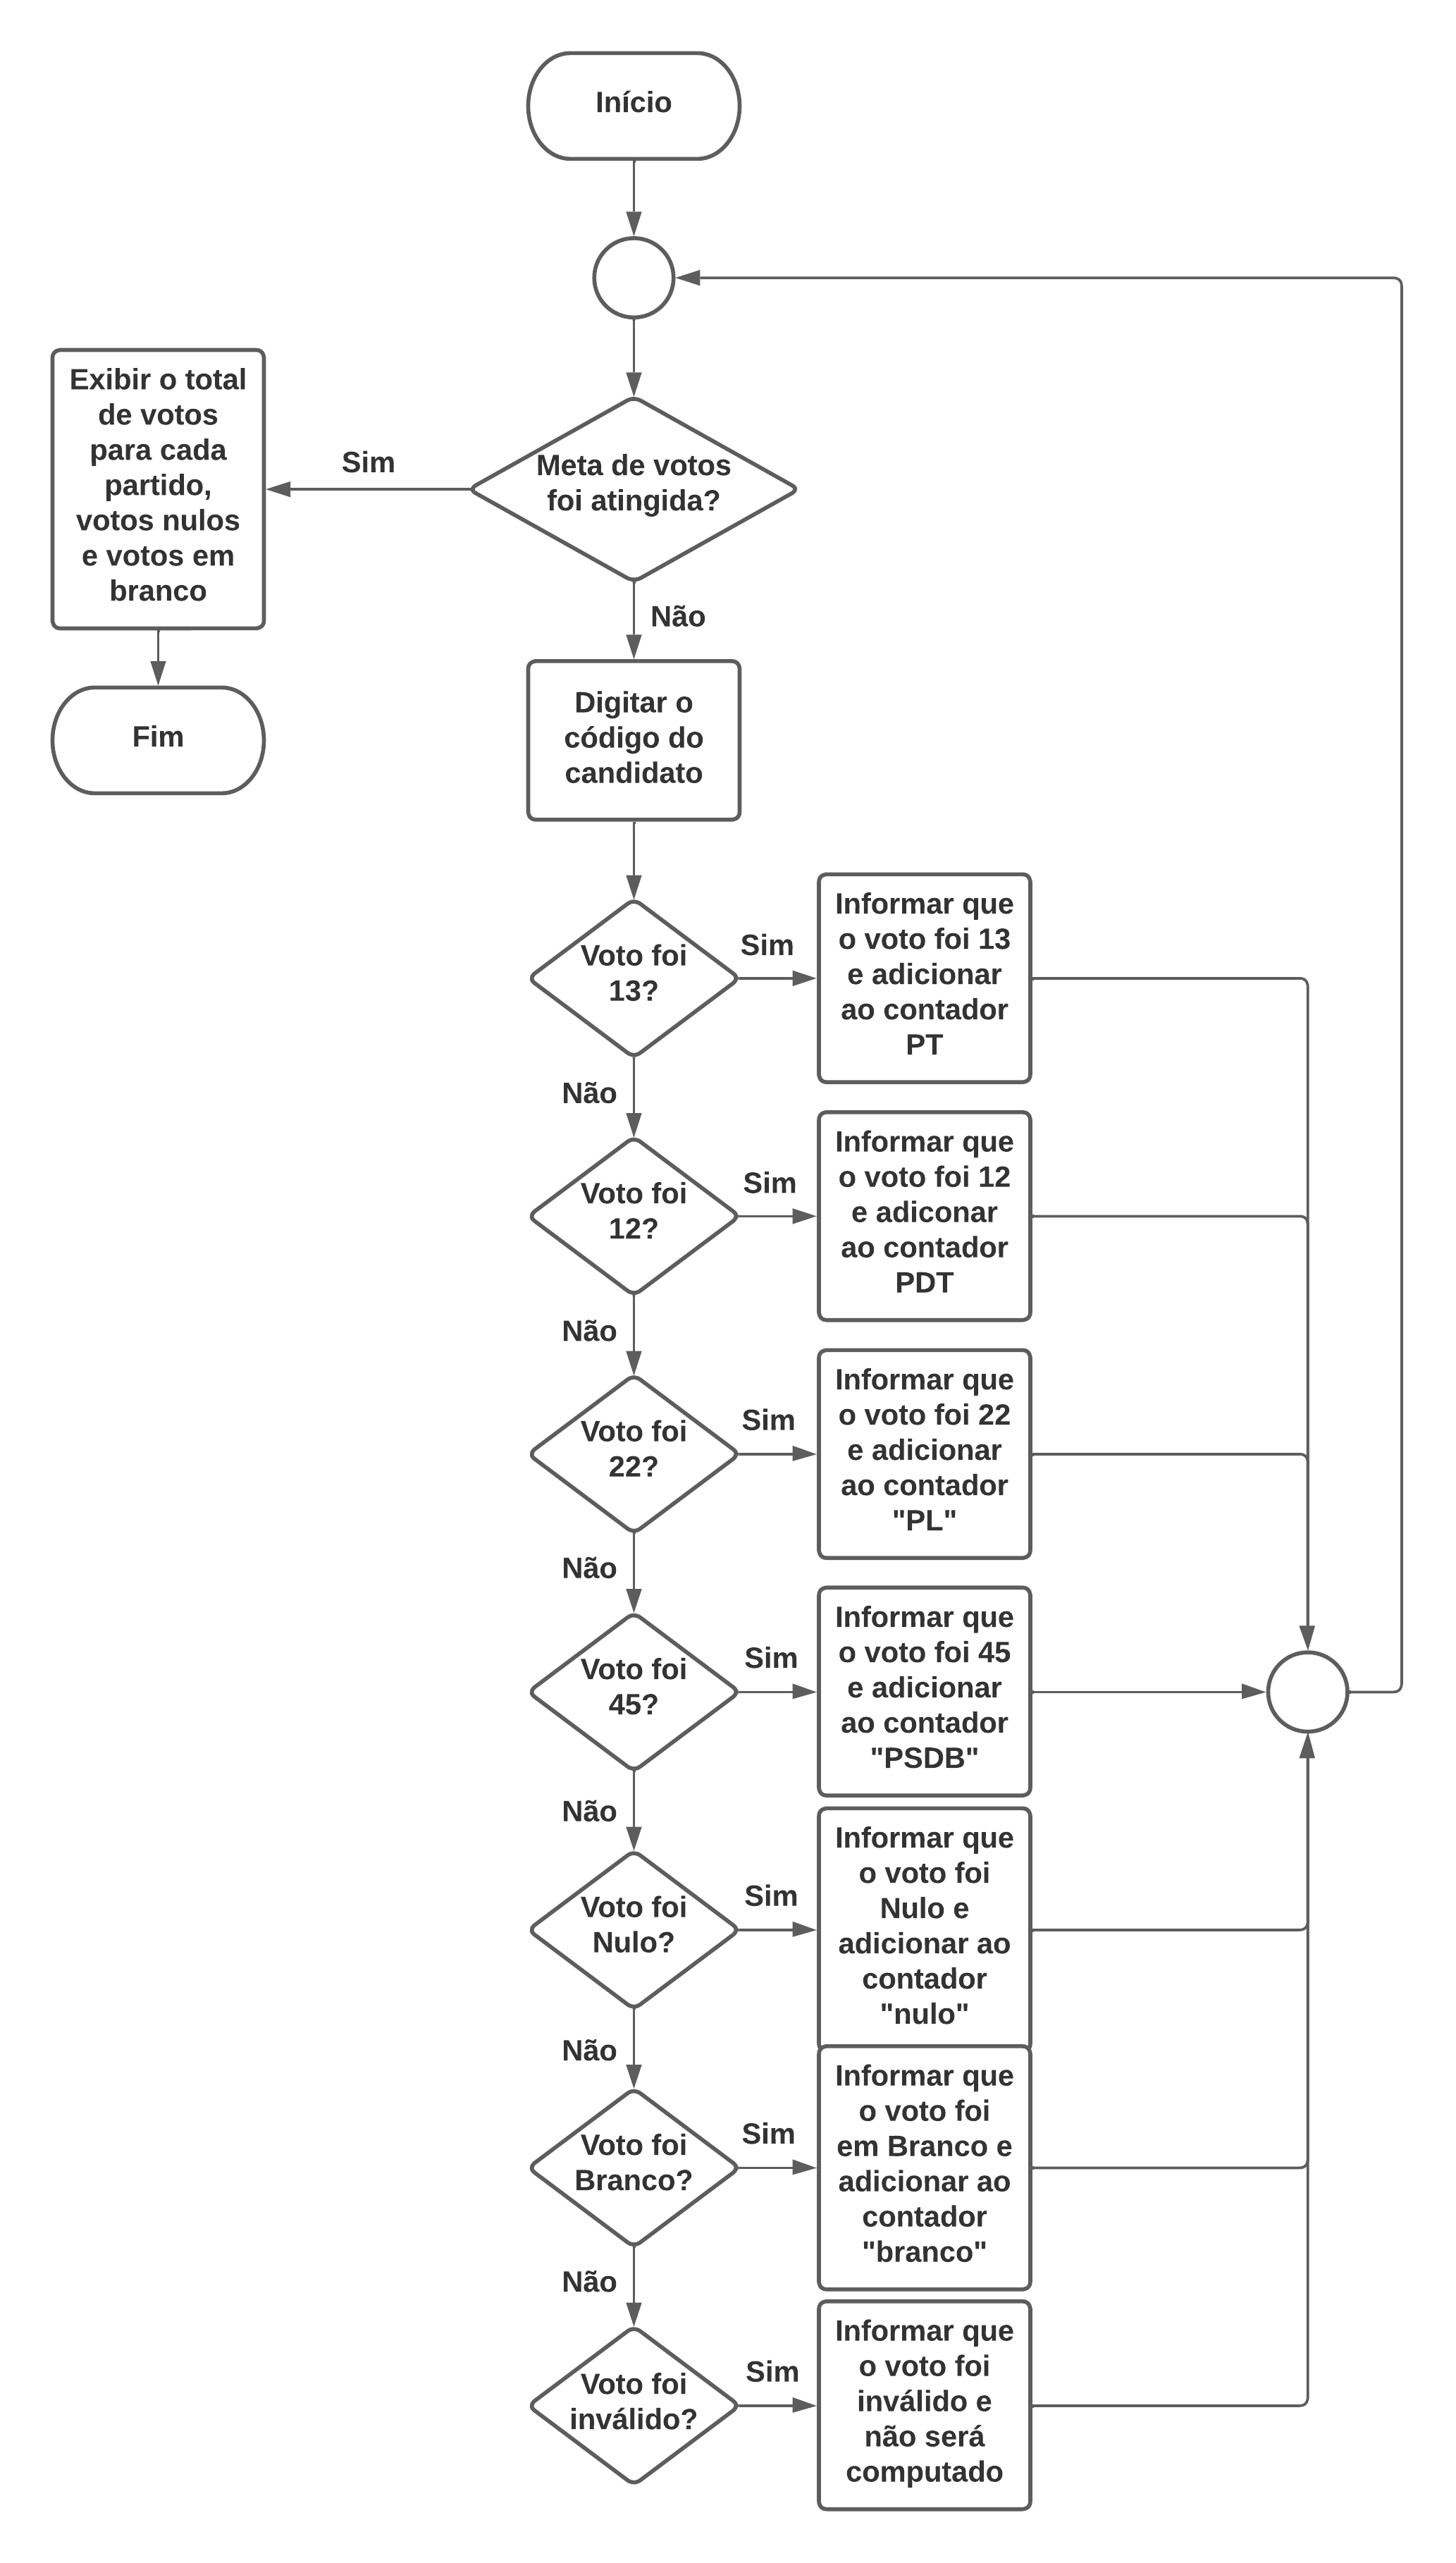 Início
Exibir o total
de votos
para cada
partido,
votos nulos
e votos em
branco
Sim
Meta de votos
foi atingida?
Não
Fim
Digitar o
código do
candidato
Voto foi
13?
Sim
Informar que
o voto foi 13
e adicionar
ao contador
PT
Não
Voto foi
12?
Sim
Informar que
o voto foi 12
e adiconar
ao contador
PDT
Não
Voto foi
22?
Sim
Informar que
o voto foi 22
e adicionar
ao contador
"PL"
Não
Voto foi
45?
Sim
Informar que
o voto foi 45
e adicionar
ao contador
"PSDB"
Não
Voto foi
Nulo?
Sim
Informar que
o voto foi
Nulo e
adicionar ao
contador
"nulo"
Não
Voto foi
Branco?
Sim
Informar que
o voto foi
em Branco e
adicionar ao
contador
"branco"
Não
Voto foi
inválido?
Sim
Informar que
o voto foi
inválido e
não será
computado